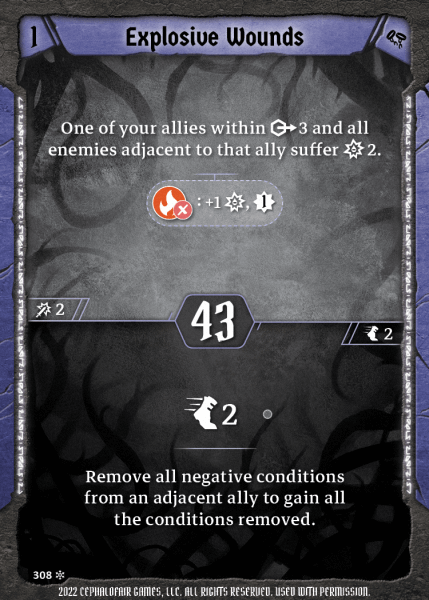 1
Explosive Wounds
One of your allies within 3 and all
enemies adjacent to that ally suffer 2.
: +1 , 1
2
43
2
2
Remove all negative conditions
from an adjacent ally to gain all
the conditions removed.
308
2022 CEPHALOFAIR GAMES, LLC. ALL RIGHTS RESERVED. USED WITH PERMISSION.